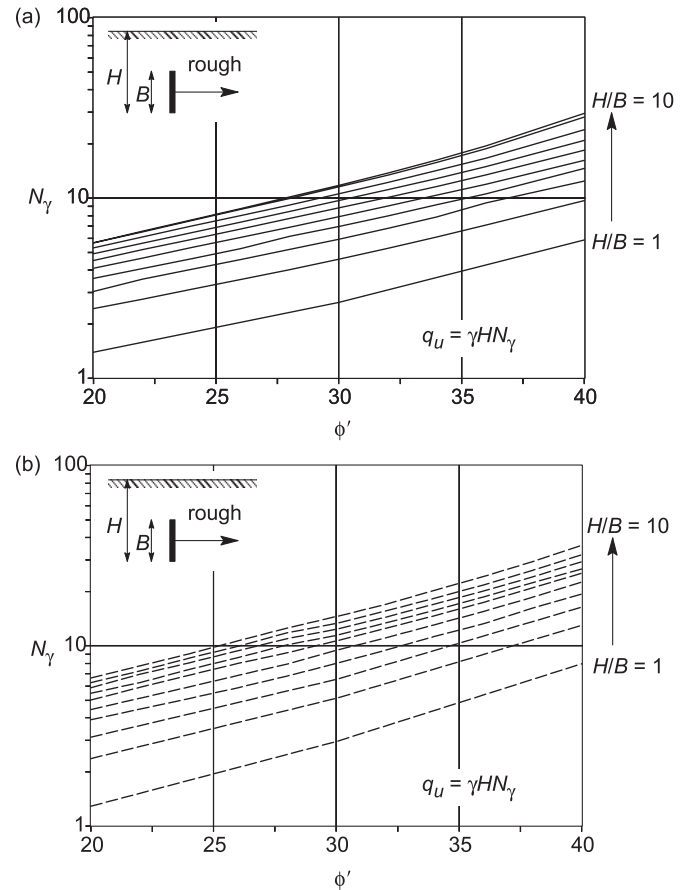 (a)
100
H
B
rough
H/B = 10
Nγ
10
H/B = 1
qu = γHNγ
1
20 25 30 35 40
ϕ′
(b)
100
H
B
rough
H/B = 10
Nγ
10
H/B = 1
qu = γHNγ
1
20 25 30 35 40
ϕ′